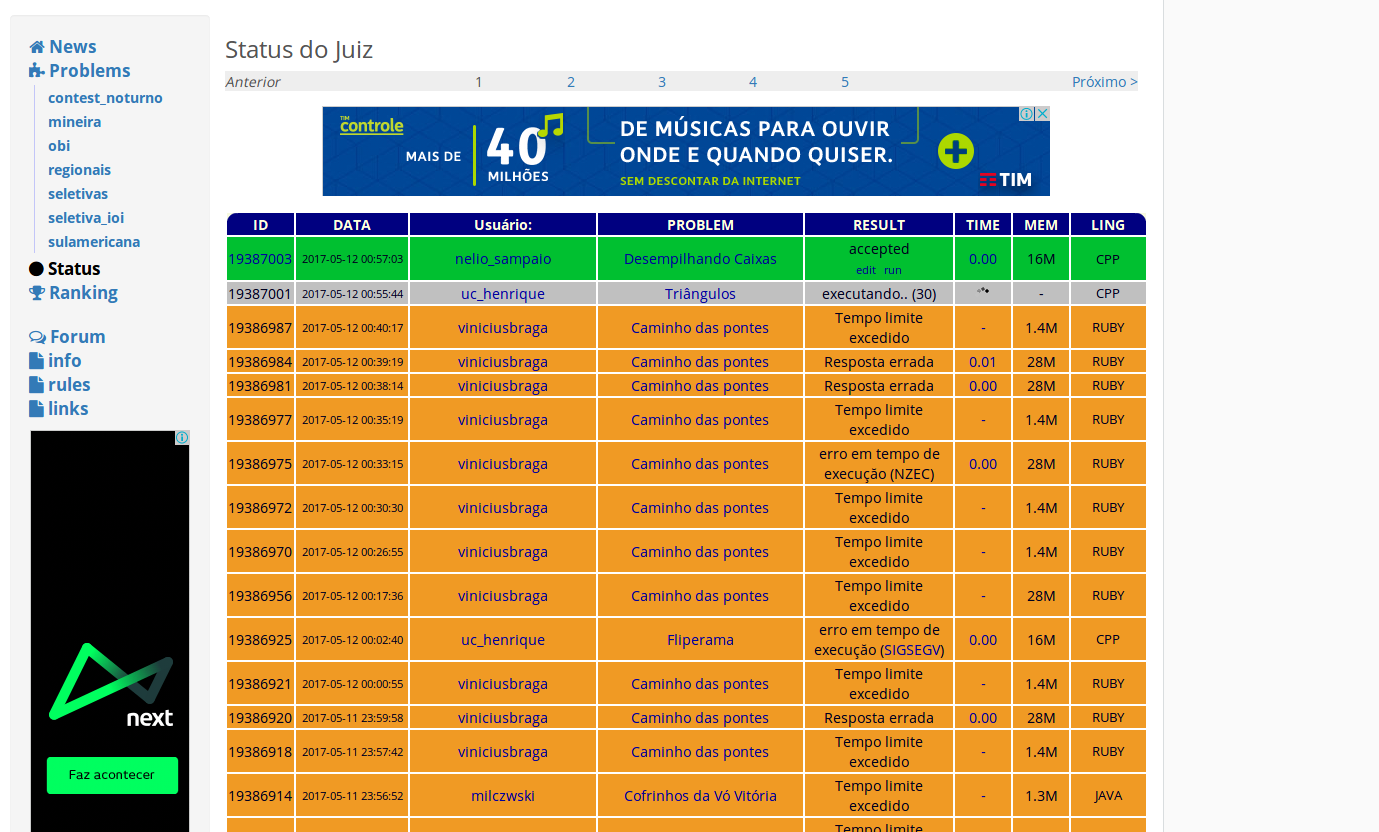 News
Problems
contest_noturno
mineira
obi
regionais
seletivas
seletiva_ioi
sulamericana
Status
Ranking
Forum
info
rules
links
next
Faz acontecer
Status do Juiz
Anterior 1 2 3 4 5 Próximo >
TIM
controle
MAIS DE 40 MILHÕES
DE MÚSICAS PARA OUVIR
ONDE E QUANDO QUISER.
SEM DESCONTAR DA INTERNET
TIM
ID DATA Usuário: PROBLEM RESULT TIME MEM LING
19387003 2017-05-12 00:57:03 nelio_sampaio Desempilhando Caixas accepted 0.00 16M CPP
edit run
19387001 2017-05-12 00:55:44 uc_henrique Triângulos executando.. (30) - CPP
19386987 2017-05-12 00:40:17 viniciusbraga Caminho das pontes Tempo limite excedido - 1.4M RUBY
19386984 2017-05-12 00:39:19 viniciusbraga Caminho das pontes Resposta errada 0.01 28M RUBY
19386981 2017-05-12 00:38:14 viniciusbraga Caminho das pontes Resposta errada 0.00 28M RUBY
19386977 2017-05-12 00:35:19 viniciusbraga Caminho das pontes Tempo limite excedido - 1.4M RUBY
19386975 2017-05-12 00:33:15 viniciusbraga Caminho das pontes erro em tempo de execução (NZEC) 0.00 28M RUBY
19386972 2017-05-12 00:30:30 viniciusbraga Caminho das pontes Tempo limite excedido - 1.4M RUBY
19386970 2017-05-12 00:26:55 viniciusbraga Caminho das pontes Tempo limite excedido - 1.4M RUBY
19386956 2017-05-12 00:17:36 viniciusbraga Caminho das pontes Tempo limite excedido - 28M RUBY
19386925 2017-05-12 00:02:40 uc_henrique Fliperama erro em tempo de execução (SIGSEGV) 0.00 16M CPP
19386921 2017-05-12 00:00:55 viniciusbraga Caminho das pontes Tempo limite excedido - 1.4M RUBY
19386920 2017-05-11 23:59:58 viniciusbraga Caminho das pontes Resposta errada 0.00 28M RUBY
19386918 2017-05-11 23:57:42 viniciusbraga Caminho das pontes Tempo limite excedido - 1.4M RUBY
19386914 2017-05-11 23:56:52 milczwski Cofrinhos da Vó Vitória Tempo limite excedido - 1.3M JAVA
Tempo limite